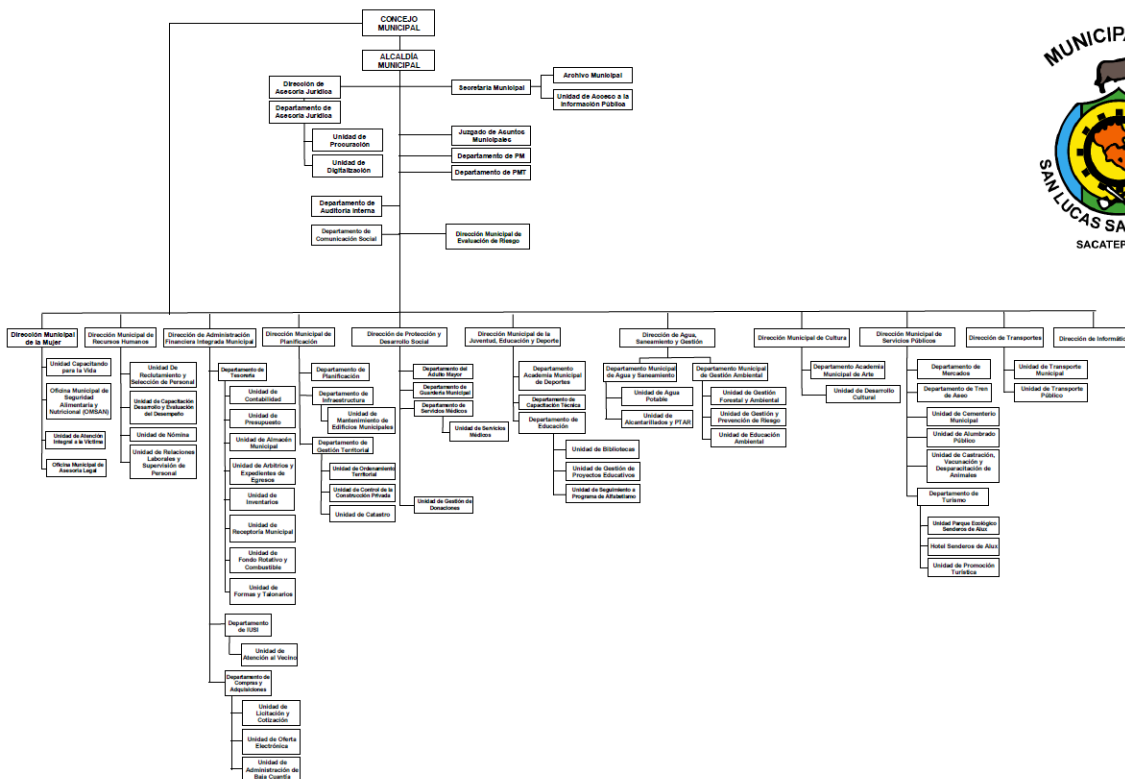 CONCEJO
MUNICIPAL
ALCALDÍA
MUNICIPAL
Dirección de
Asesoría Jurídica
Departamento de
Asesoría Jurídica
Unidad de
Procuración
Unidad de
Digitalización
Secretaría Municipal
Archivo Municipal
Unidad de Acceso a la
Información Pública
Juzgado de Asuntos
Municipales
Departamento de PM
Departamento de PMT
Departamento de
Auditoría Interna
Departamento de
Comunicación Social
Dirección Municipal de
Evaluación de Riesgo
MUNICIPA
SAN LUCAS SA
SACATEP
Dirección Municipal
de la Mujer
Unidad Capacitando
para la Vida
Oficina Municipal de
Seguridad
Alimentaria y
Nutricional (OMSAN)
Unidad de Atención
Integral a la Víctima
Oficina Municipal de
Asesoría Legal
Dirección Municipal de
Recursos Humanos
Unidad De
Reclutamiento y
Selección de Personal
Unidad de Capacitación
Desarrollo y Evaluación
del Desempeño
Unidad de Nómina
Unidad de Relaciones
Laborales y
Supervisión de
Personal
Dirección de Administración
Financiera Integrada Municipal
Departamento de
Tesorería
Unidad de
Contabilidad
Unidad de
Presupuesto
Unidad de Almacén
Municipal
Unidad de Arbitrios y
Expedientes de
Egresos
Unidad de
Inventarios
Unidad de
Receptoría Municipal
Unidad de
Fondo Rotativo y
Combustible
Unidad de
Formas y Talonarios
Departamento
de IUSI
Unidad de
Atención al Vecino
Departamento de
Compras y
Adquisiciones
Unidad de
Licitación y
Cotización
Unidad de Oferta
Electrónica
Unidad de
Administración de
Baja Cuantía
Dirección Municipal de
Planificación
Departamento de
Planificación
Departamento de
Infraestructura
Unidad de
Mantenimiento de
Edificios Municipales
Departamento de
Gestión Territorial
Unidad de Ordenamiento
Territorial
Unidad de Control de la
Construcción Privada
Unidad de Catastro
Dirección de Protección y
Desarrollo Social
Departamento del
Adulto Mayor
Departamento de
Guardería Municipal
Departamento de
Servicios Médicos
Unidad de Servicios
Médicos
Unidad de Gestión de
Donaciones
Dirección Municipal de la
Juventud, Educación y Deporte
Departamento
Academia Municipal
de Deportes
Departamento de
Capacitación Técnica
Departamento de
Educación
Unidad de Bibliotecas
Unidad de Gestión de
Proyectos Educativos
Unidad de Seguimiento a
Programa de Alfabetismo
Dirección de Agua,
Saneamiento y Gestión
Departamento Municipal
de Agua y Saneamiento
Unidad de Agua
Potable
Unidad de
Alcantarillados y PTAR
Departamento Municipal
de Gestión Ambiental
Unidad de Gestión
Forestal y Ambiental
Unidad de Gestión y
Prevención de Riesgo
Unidad de Educación
Ambiental
Dirección Municipal de Cultura
Departamento Academia
Municipal de Arte
Unidad de Desarrollo
Cultural
Dirección Municipal de
Servicios Públicos
Departamento de
Mercados
Departamento de Tren
de Aseo
Unidad de Cementerio
Municipal
Unidad de Alumbrado
Público
Unidad de Castración,
Vacunación y
Desparacitación de
Animales
Departamento de
Turismo
Unidad Parque Ecológico
Senderos de Alux
Hotel Senderos de Alux
Unidad de Promoción
Turística
Dirección de Transportes
Unidad de Transporte
Municipal
Unidad de Transporte
Público
Dirección de Informátic